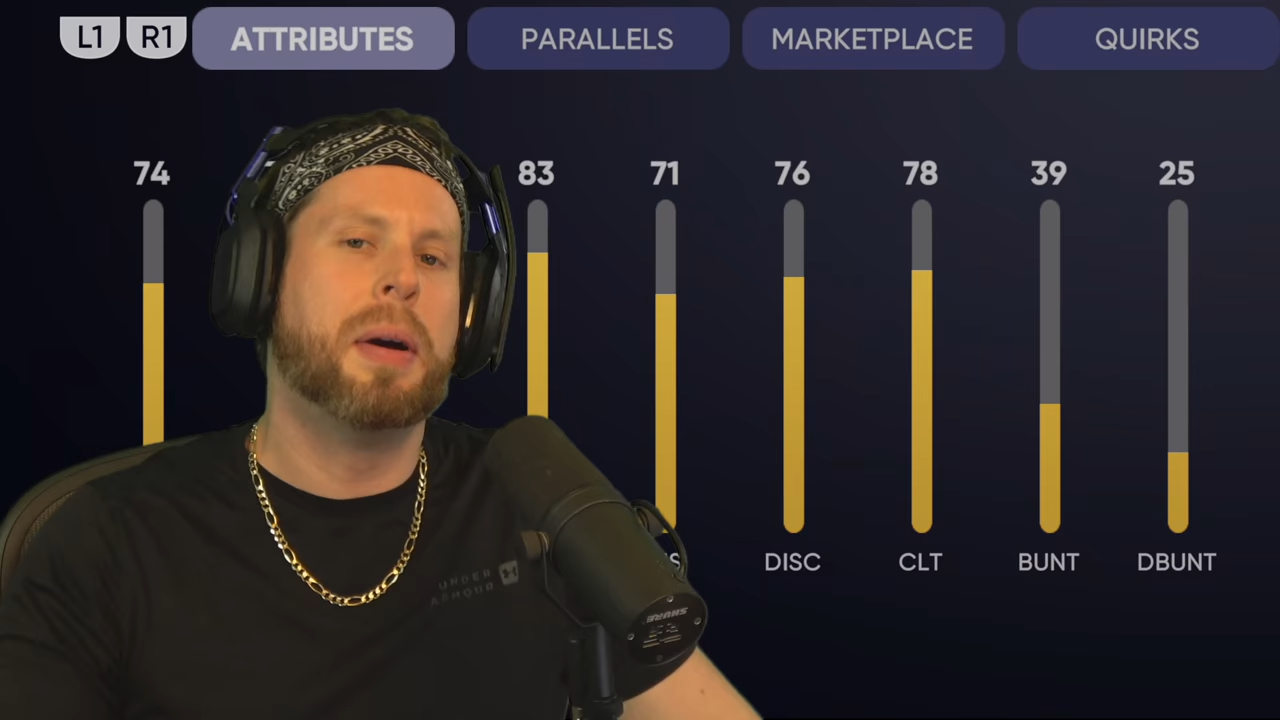 L1 R1 ATTRIBUTES PARALLELS MARKETPLACE QUIRKS
74 83 71 76 78 39 25
DISC CLT BUNT DBUNT
UNDER
ARMOUR
SHURE